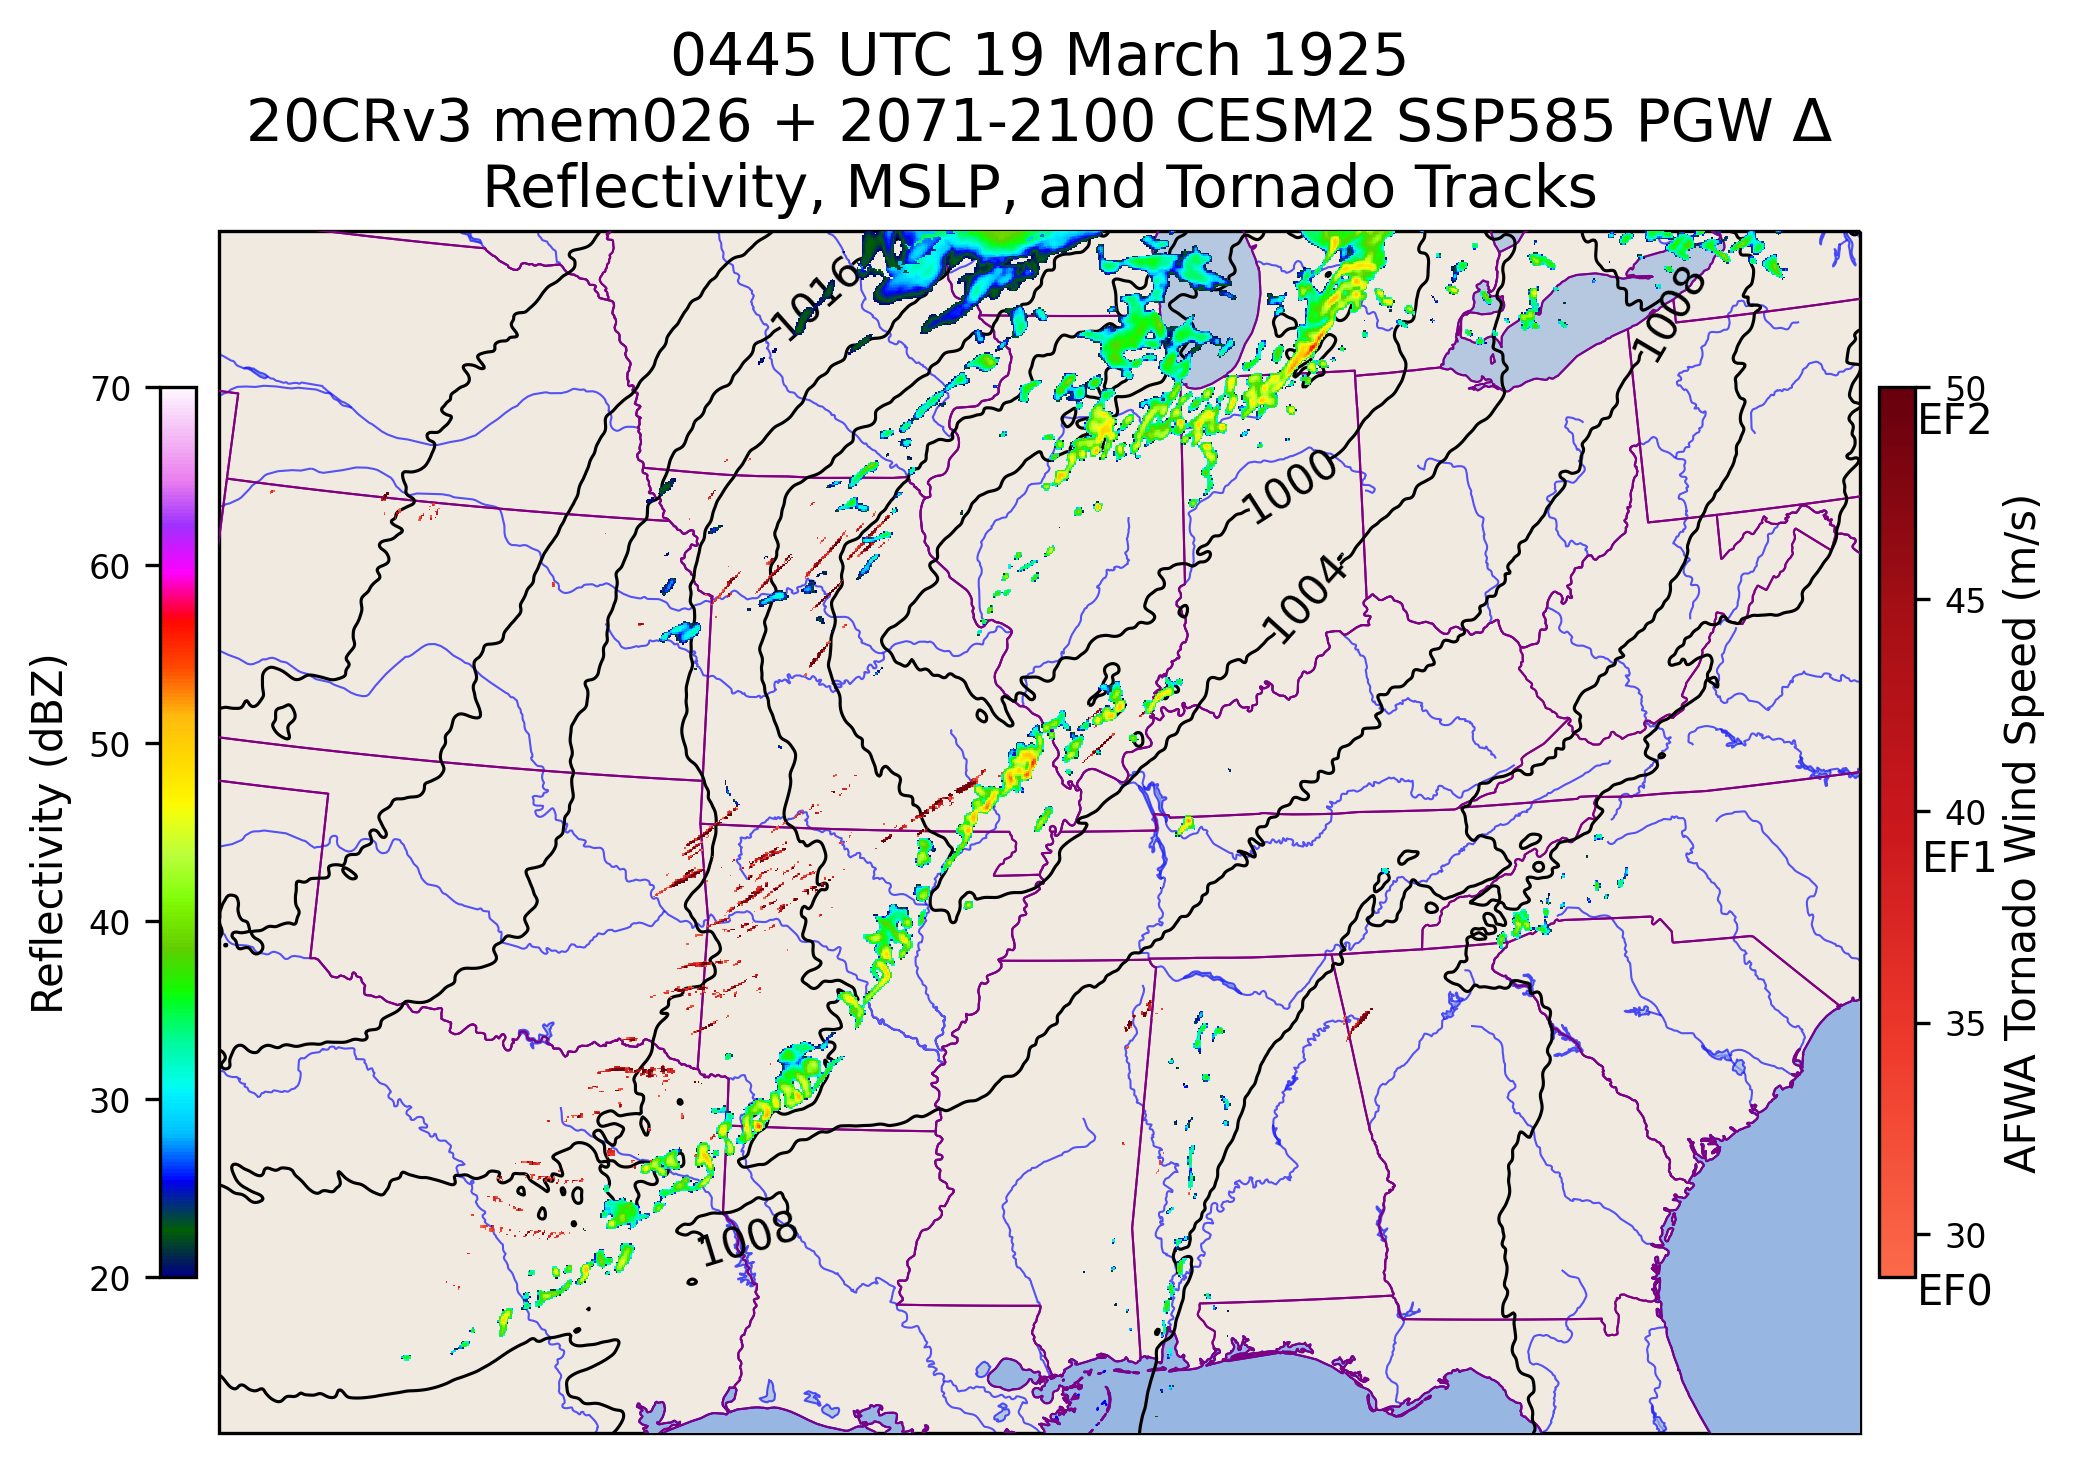 0445 UTC 19 March 1925
20CRv3 mem026 + 2071-2100 CESM2 SSP585 PGW Δ
Reflectivity, MSLP, and Tornado Tracks
70
60
50
40
30
20
Reflectivity (dBZ)
1016
1008
1000
1004
1008
50
EF2
45
40
EF1
35
30
EF0
AFWA Tornado Wind Speed (m/s)